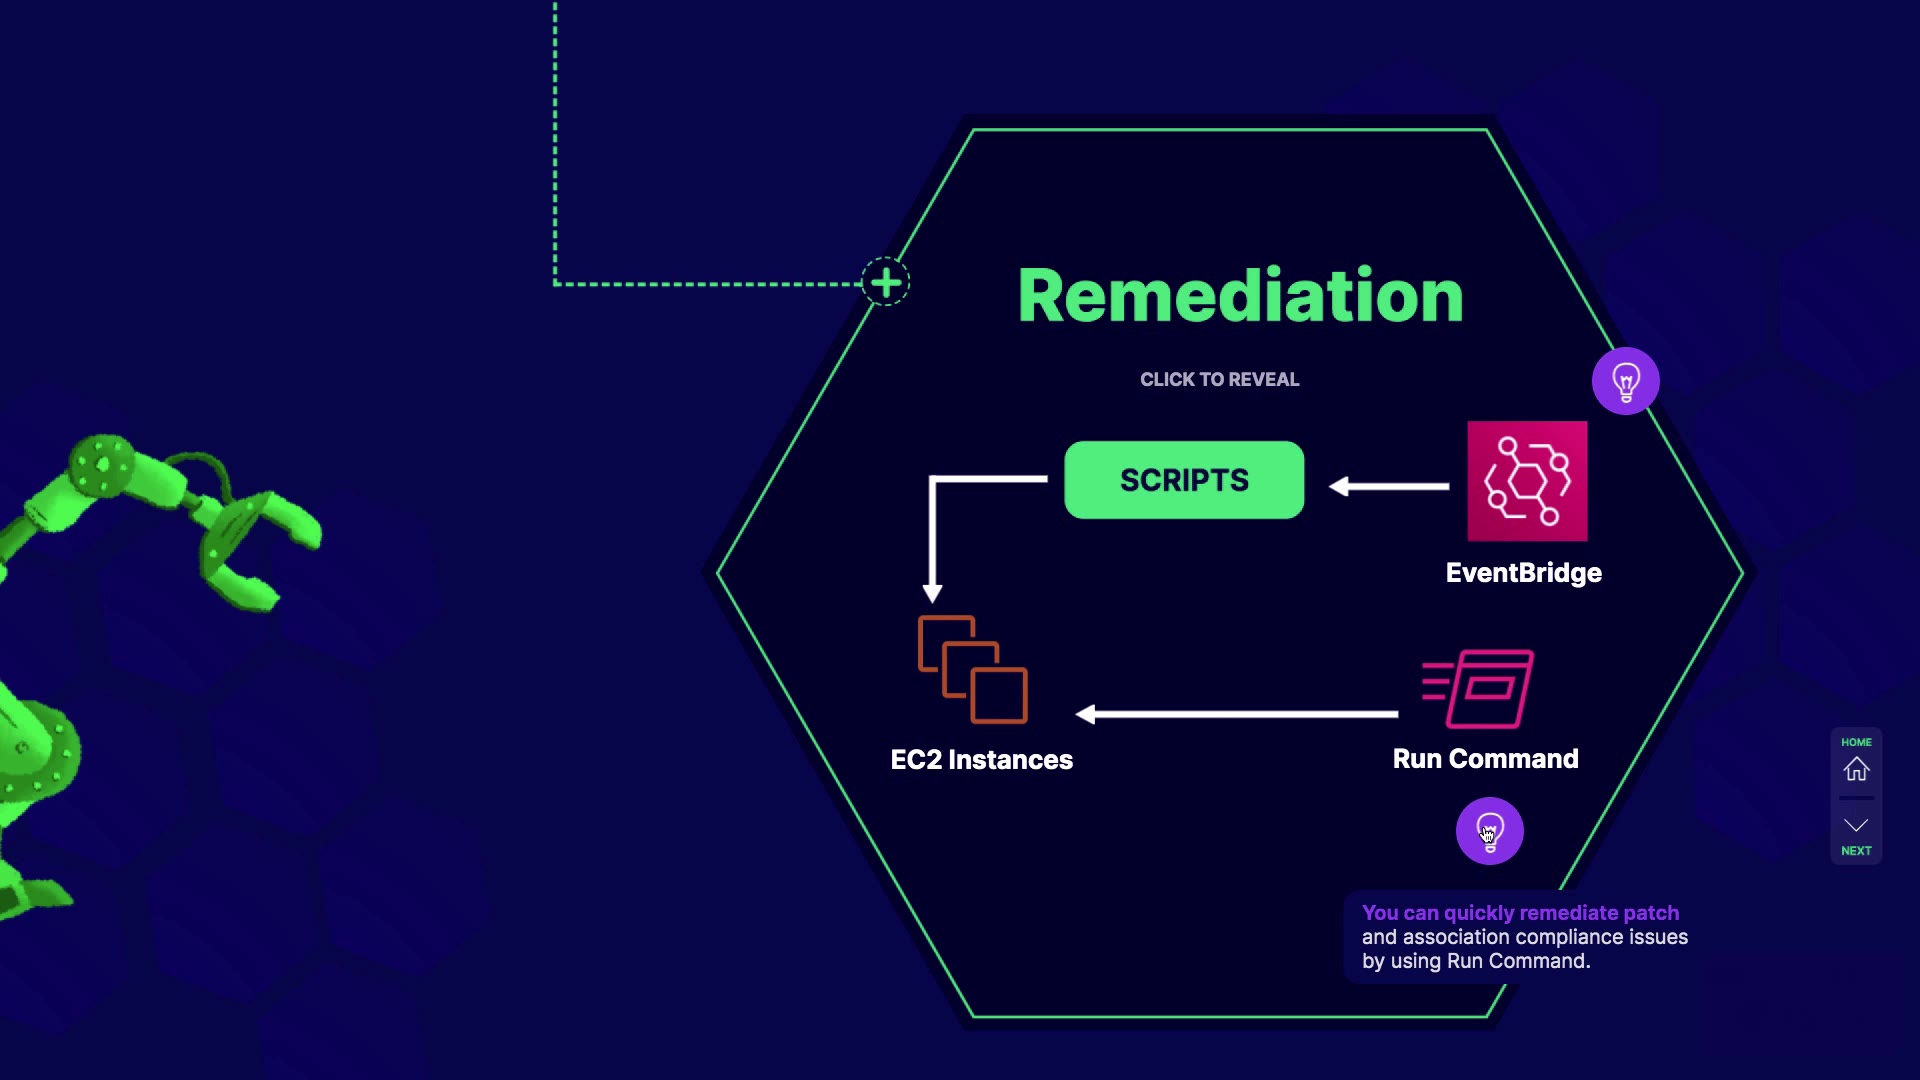 Remediation
CLICK TO REVEAL
SCRIPTS
EventBridge
EC2 Instances
Run Command
You can quickly remediate patch
and association compliance issues
by using Run Command.
HOME
NEXT